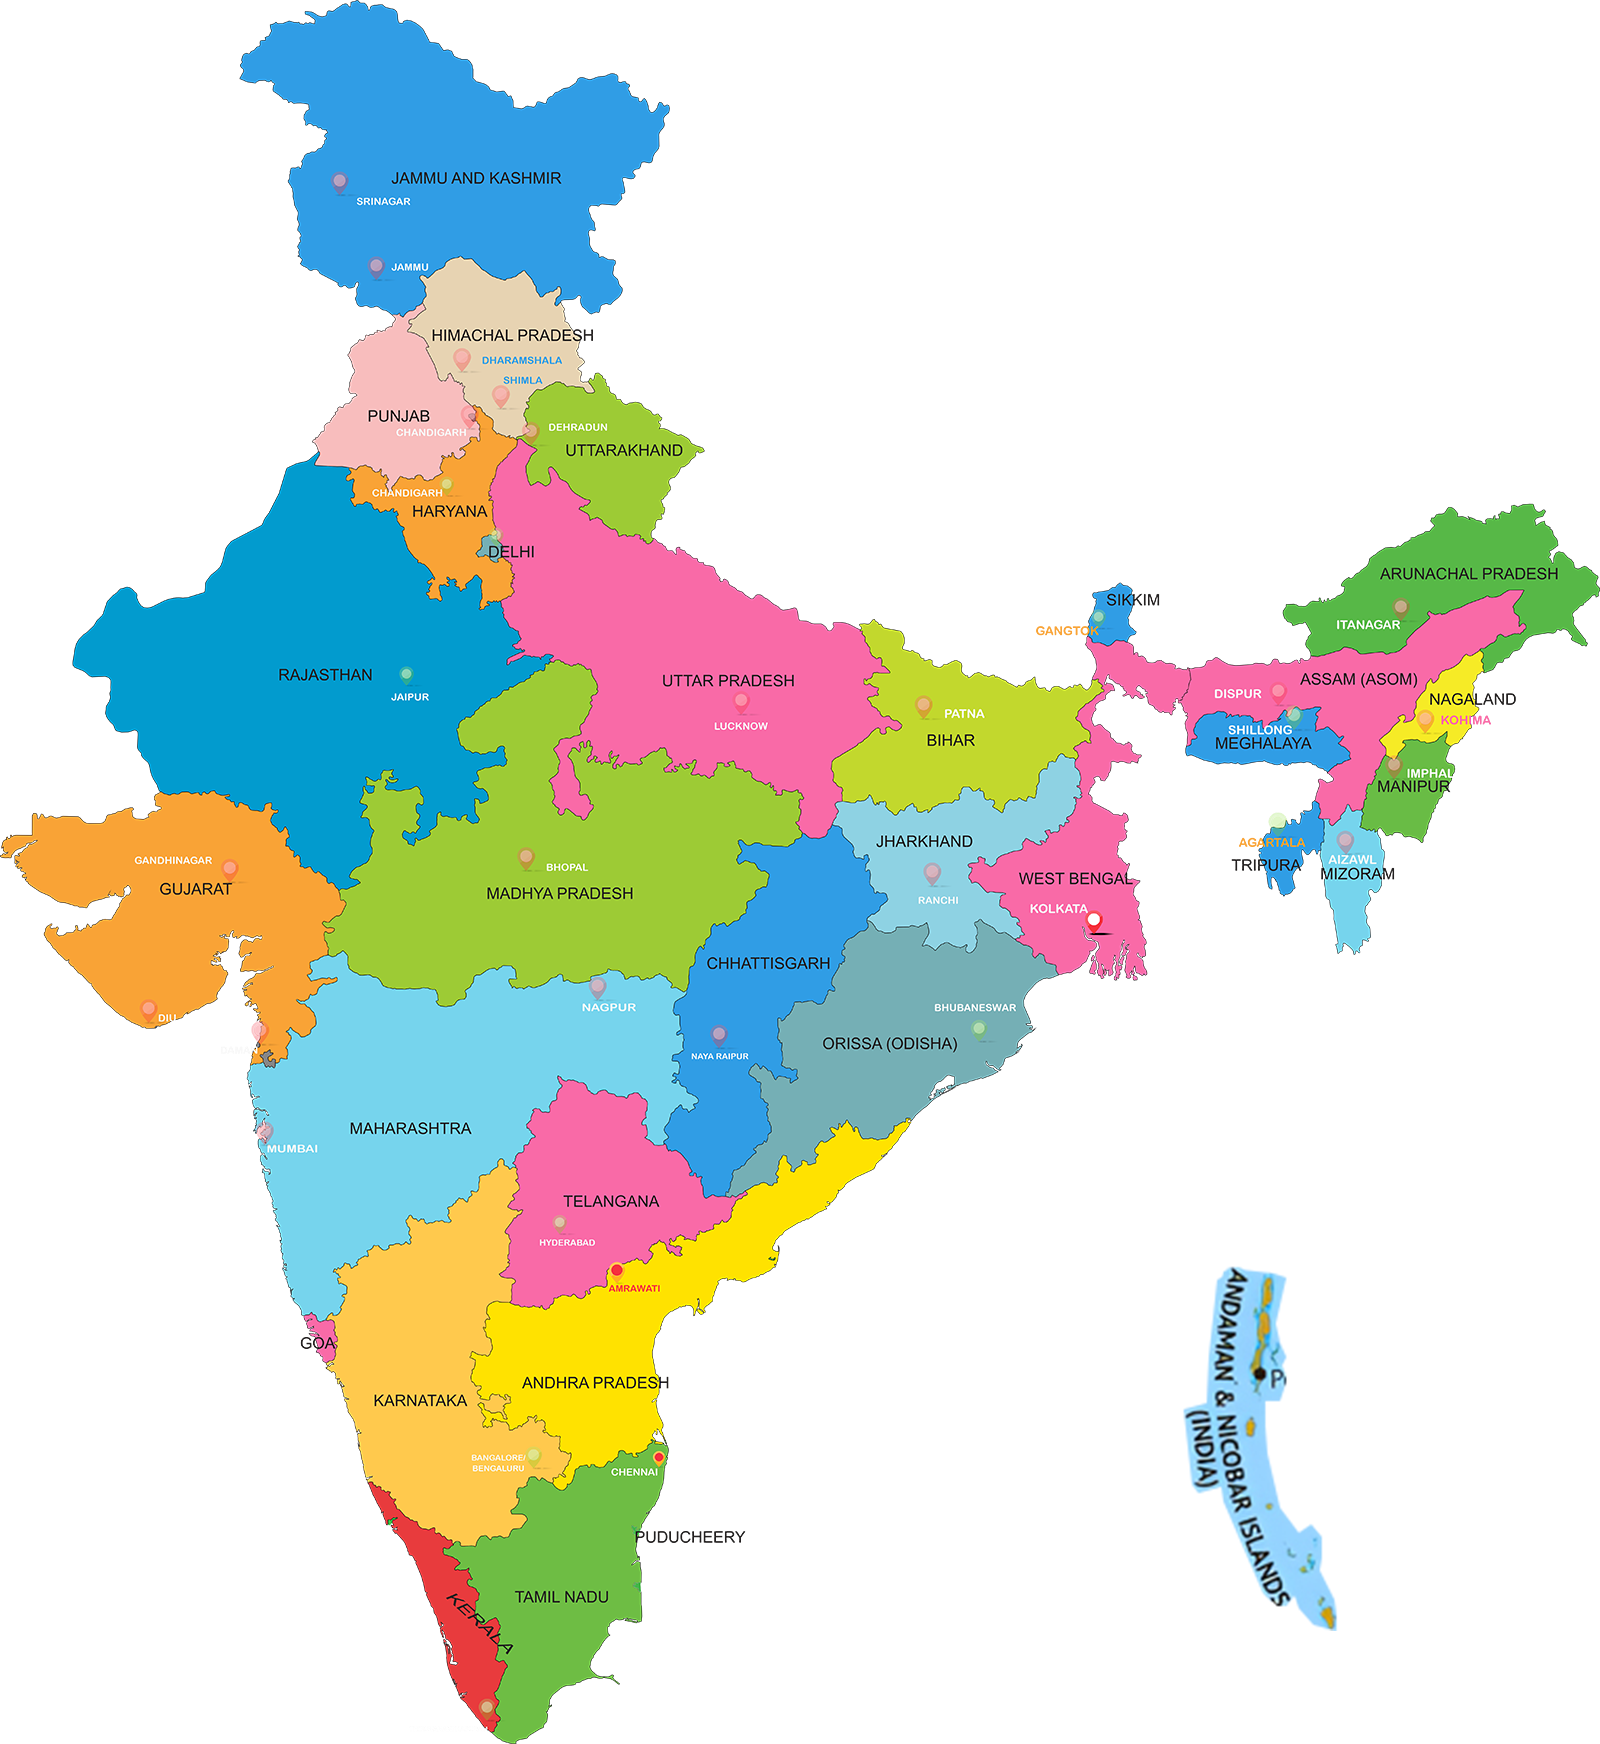 JAMMU AND KASHMIR
SRINAGAR
JAMMU
HIMACHAL PRADESH
DHARAMSHALA
SHIMLA
PUNJAB
CHANDIGARH
DEHRADUN
UTTARAKHAND
CHANDIGARH
HARYANA
DELHI
ARUNACHAL PRADESH
ITANAGAR
SIKKIM
GANGTOK
RAJASTHAN
JAIPUR
UTTAR PRADESH
LUCKNOW
PATNA
BIHAR
ASSAM (ASOM)
DISPUR
NAGALAND
KOHIMA
SHILLONG
MEGHALAYA
IMPHAL
MANIPUR
AGARTALA
TRIPURA
AIZAWL
MIZORAM
GANDHINAGAR
GUJARAT
BHOPAL
MADHYA PRADESH
JHARKHAND
RANCHI
WEST BENGAL
KOLKATA
CHHATTISGARH
NAGPUR
DIU
DAMAN
NAYA RAIPUR
BHUBANESWAR
ORISSA (ODISHA)
MAHARASHTRA
MUMBAI
TELANGANA
HYDERABAD
AMRAWATI
GOA
KARNATAKA
ANDHRA PRADESH
BANGALORE/
BENGALURU
CHENNAI
PUDUCHEERY
TAMIL NADU
KERALA
ANDAMAN & NICOBAR ISLANDS
(INDIA)
P